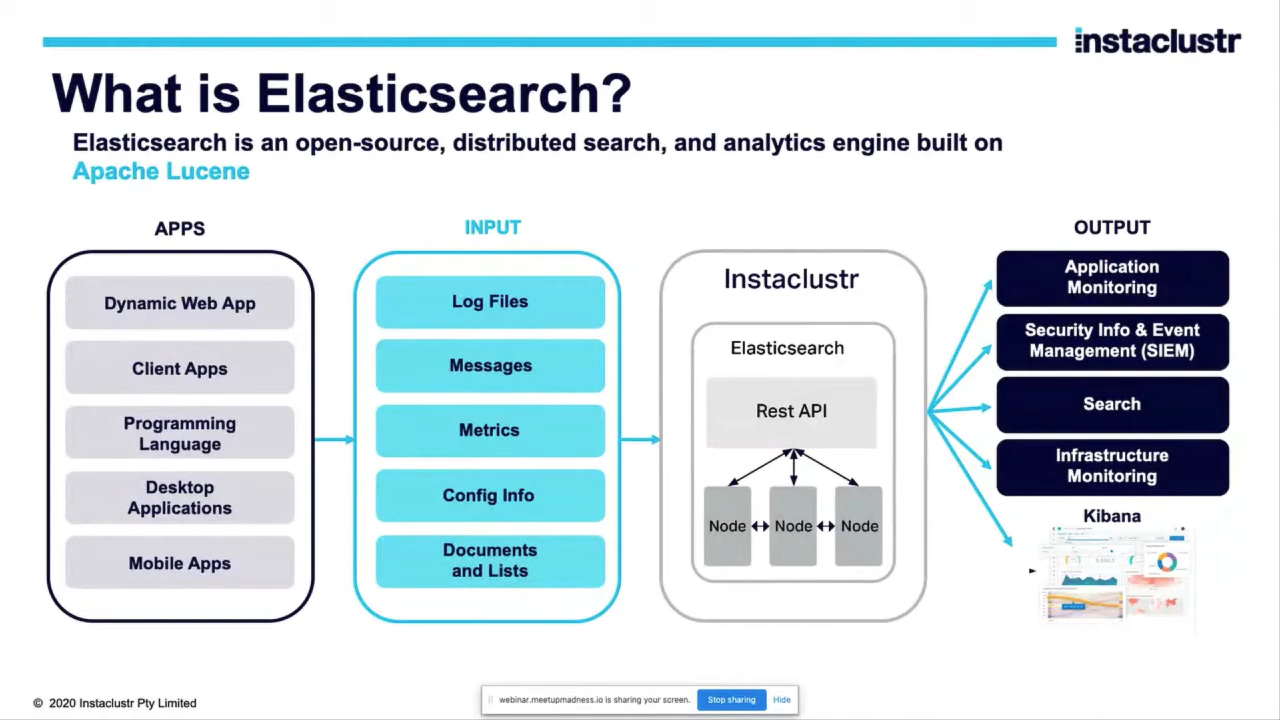 instaclustr
What is Elasticsearch?
Elasticsearch is an open-source, distributed search, and analytics engine built on
Apache Lucene
APPS
Dynamic Web App
Client Apps
Programming
Language
Desktop
Applications
Mobile Apps
INPUT
Log Files
Messages
Metrics
Config Info
Documents
and Lists
Instaclustr
Elasticsearch
Rest API
Node
Node
Node
OUTPUT
Application
Monitoring
Security Info & Event
Management (SIEM)
Search
Infrastructure
Monitoring
Kibana
© 2020 Instaclustr Pty Limited
webinar.meetupmadness.io is sharing your screen.
Stop sharing
Hide